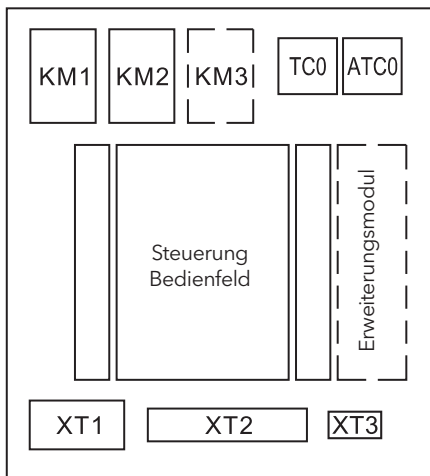 KM1 KM2 KM3 TC0 ATC0
Steuerung
Bedienfeld
Erweiterungsmodul
XT1 XT2 XT3